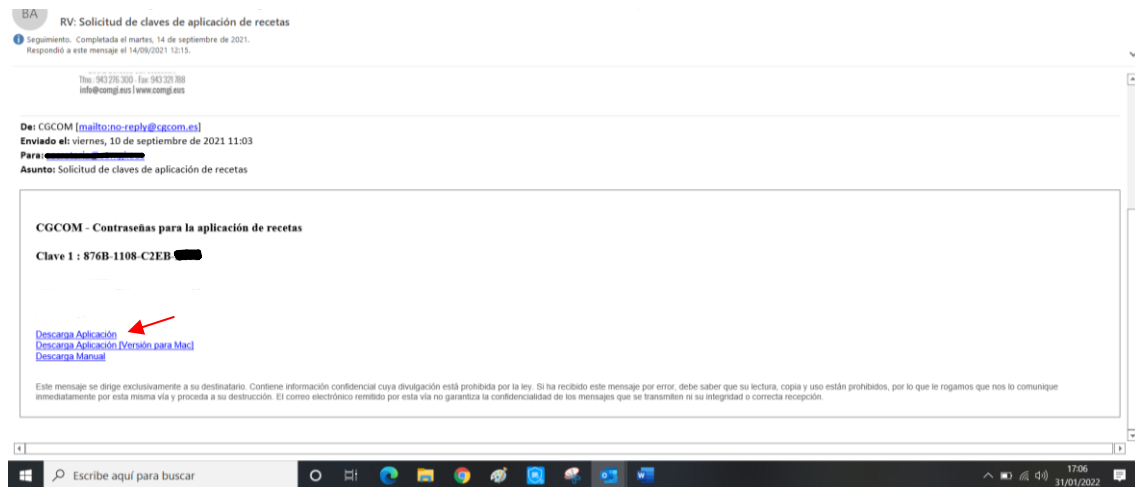 BA
RV: Solicitud de claves de aplicación de recetas
Seguimiento. Completada el martes, 14 de septiembre de 2021.
Respondió a este mensaje el 14/09/2021 12:15.
Tfno.: 943 276 300 - Fax: 943 321 788
info@comgi.eus | www.comgi.eus
De: CGCOM [mailto:no-reply@cgcom.es]
Enviado el: viernes, 10 de septiembre de 2021 11:03
Para:
Asunto: Solicitud de claves de aplicación de recetas
CGCOM - Contraseñas para la aplicación de recetas
Clave 1 : 876B-1108-C2EB-
Descarga Aplicación
Descarga Aplicación [Versión para Mac]
Descarga Manual
Este mensaje se dirige exclusivamente a su destinatario. Contiene información confidencial cuya divulgación está prohibida por la ley. Si ha recibido este mensaje por error, debe saber que su lectura, copia y uso están prohibidos, por lo que le rogamos que nos lo comunique
inmediatamente por esta misma vía y proceda a su destrucción. El correo electrónico remitido por esta vía no garantiza la confidencialidad de los mensajes que se transmiten ni su integridad o correcta recepción.
Escribe aquí para buscar
17:06
31/01/2022